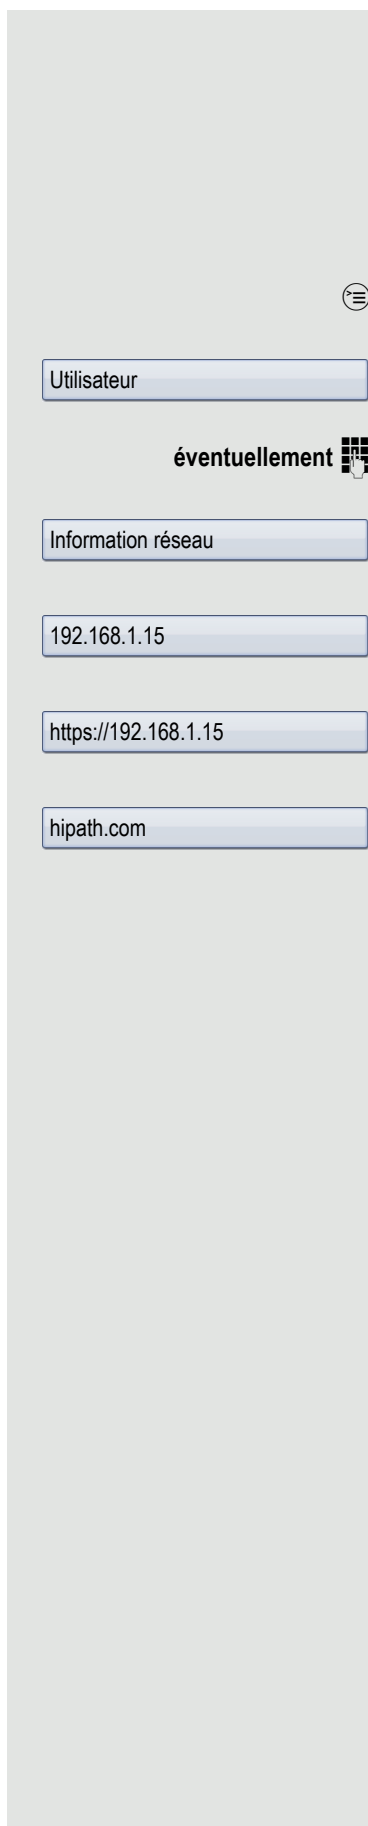 Utilisateur
éventuellement
Information réseau
192.168.1.15
https://192.168.1.15
hipath.com